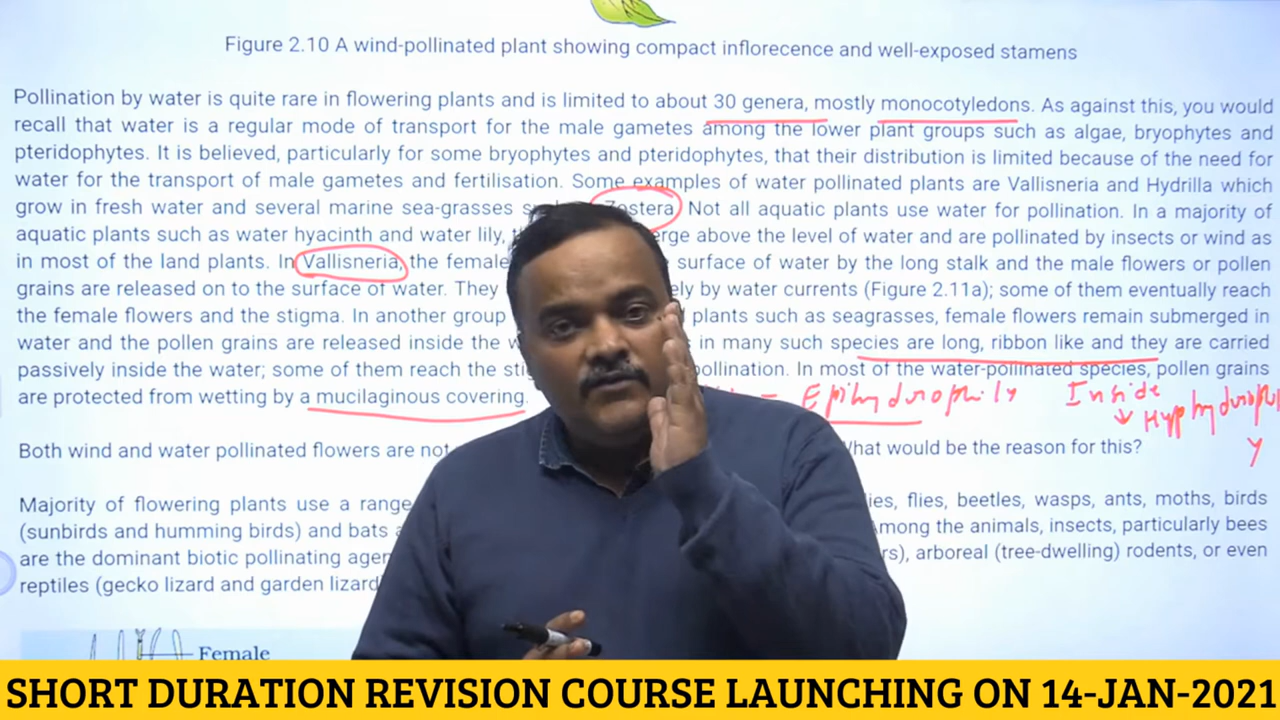 Figure 2.10 A wind-pollinated plant showing compact inflorecence and well-exposed stamens
Pollination by water is quite rare in flowering plants and is limited to about 30 genera, mostly monocotyledons. As against this, you would
recall that water is a regular mode of transport for the male gametes among the lower plant groups such as algae, bryophytes and
pteridophytes. It is believed, particularly for some bryophytes and pteridophytes, that their distribution is limited because of the need for
water for the transport of male gametes and fertilisation. Some examples of water pollinated plants are Vallisneria and Hydrilla which
grow in fresh water and several marine sea-grasses Zostera Not all aquatic plants use water for pollination. In a majority of
aquatic plants such as water hyacinth and water lily, above the level of water and are pollinated by insects or wind as
in most of the land plants. In Vallisneria, the female surface of water by the long stalk and the male flowers or pollen
grains are released on to the surface of water. They by water currents (Figure 2.11a); some of them eventually reach
the female flowers and the stigma. In another group plants such as seagrasses, female flowers remain submerged in
water and the pollen grains are released inside the in many such species are long, ribbon like and they are carried
passively inside the water; some of them reach the In most of the water-pollinated species, pollen grains
are protected from wetting by a mucilaginous covering.
– Epihydrophily Inside
↓ Hyphydrophily
Both wind and water pollinated flowers are not What would be the reason for this?
Majority of flowering plants use a range flies, beetles, wasps, ants, moths, birds
(sunbirds and humming birds) and bats Among the animals, insects, particularly bees
are the dominant biotic pollinating arboreal (tree-dwelling) rodents, or even
reptiles (gecko lizard and garden lizard
Female
SHORT DURATION REVISION COURSE LAUNCHING ON 14-JAN-2021